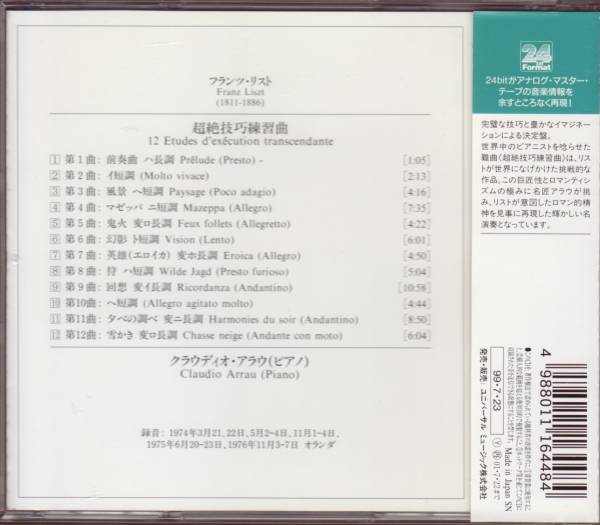 フランツ・リスト
Franz Liszt
(1811-1886)
超絶技巧練習曲
12 Etudes d'exécution transcendante
1 第1曲: 前奏曲 ハ長調 Prélude (Presto) - [1:05]
2 第2曲: イ短調 (Molto vivace) [2:13]
3 第3曲: 風景 ヘ長調 Paysage (Poco adagio) [4:16]
4 第4曲: マゼッパ ニ短調 Mazeppa (Allegro) [7:35]
5 第5曲: 鬼火 変ロ長調 Feux follets (Allegretto) [4:22]
6 第6曲: 幻影 ト短調 Vision (Lento) [6:01]
7 第7曲: 英雄(エロイカ) 変ホ長調 Eroica (Allegro) [4:50]
8 第8曲: 狩 ハ短調 Wilde Jagd (Presto furioso) [5:04]
9 第9曲: 回想 変イ長調 Ricordanza (Andantino) [10:58]
10 第10曲: ヘ短調 (Allegro agitato molto) [4:44]
11 第11曲: 夕べの調べ 変ニ長調 Harmonies du soir (Andantino) [8:50]
12 第12曲: 雪かき 変ロ長調 Chasse neige (Andante con moto) [6:04]
クラウディオ・アラウ(ピアノ)
Claudio Arrau (Piano)
録音: 1974年3月21, 22日, 5月2-4日, 11月1-4日,
1975年6月20-23日, 1976年11月3-7日 オランダ
24
bit
Format
24bitがアナログ・マスター・
テープの音楽情報を
余すところなく再現!
完璧な技巧と豊かなイマジネー
ションによる決定盤。
世界中のピアニストを唸らせた
難曲《超絶技巧練習曲》は、リス
トが世界になげかけた挑戦的
な作品。この巨匠性とロマンティシ
ズムの極みに名匠アラウが挑
み、リストが意図したロマン的精
神を見事に再現した輝かしい名
演奏となっています。
4 988011 164484
Made in Japan SN
Y 再 01・7・22まで
99・7・23
発売・販売: ユニバーサル ミュージック株式会社